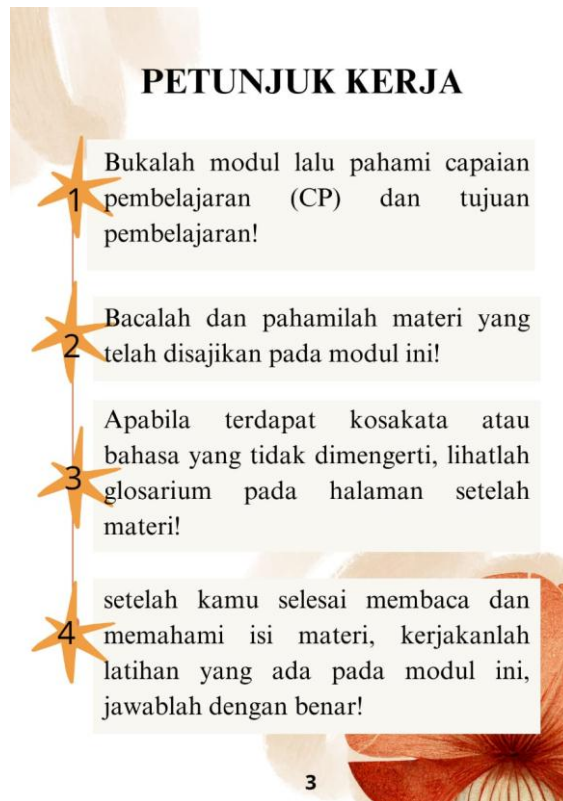 PETUNJUK KERJA
1
Bukalah modul lalu pahami capaian
pembelajaran (CP) dan tujuan
pembelajaran!
2
Bacalah dan pahamilah materi yang
telah disajikan pada modul ini!
3
Apabila terdapat kosakata atau
bahasa yang tidak dimengerti, lihatlah
glosarium pada halaman setelah
materi!
4
setelah kamu selesai membaca dan
memahami isi materi, kerjakanlah
latihan yang ada pada modul ini,
jawablah dengan benar!
3